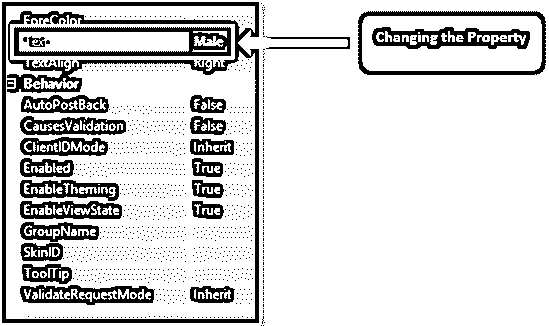 ForeColor
Text Male
TextAlign Right
Behavior
AutoPostBack False
CausesValidation False
ClientIDMode Inherit
Enabled True
EnableTheming True
EnableViewState True
GroupName
SkinID
ToolTip
ValidateRequestMode Inherit
Changing the Property